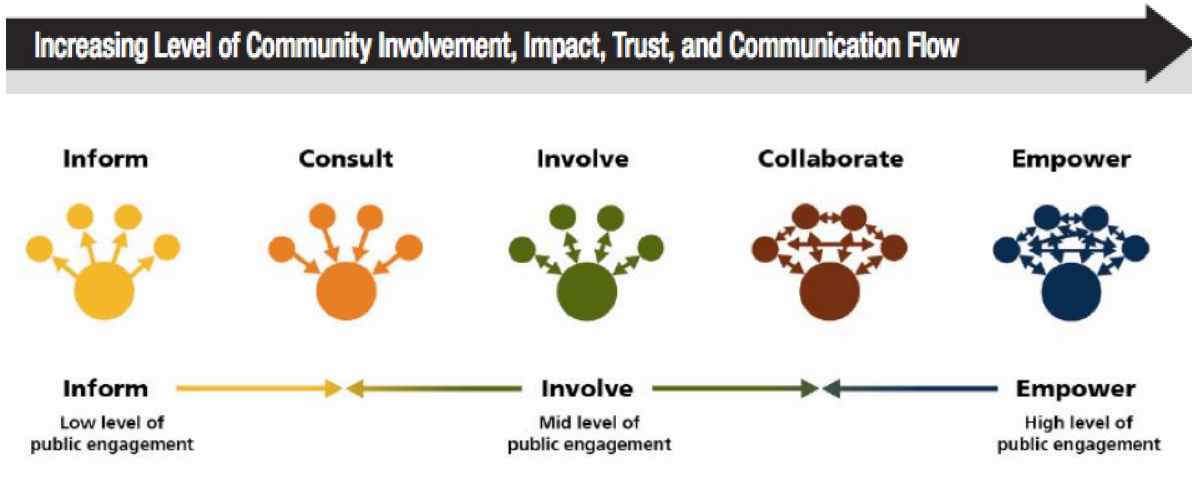 Increasing Level of Community Involvement, Impact, Trust, and Communication Flow
Inform
Consult
Involve
Collaborate
Empower
Inform
Involve
Empower
Low level of
public engagement
Mid level of
public engagement
High level of
public engagement